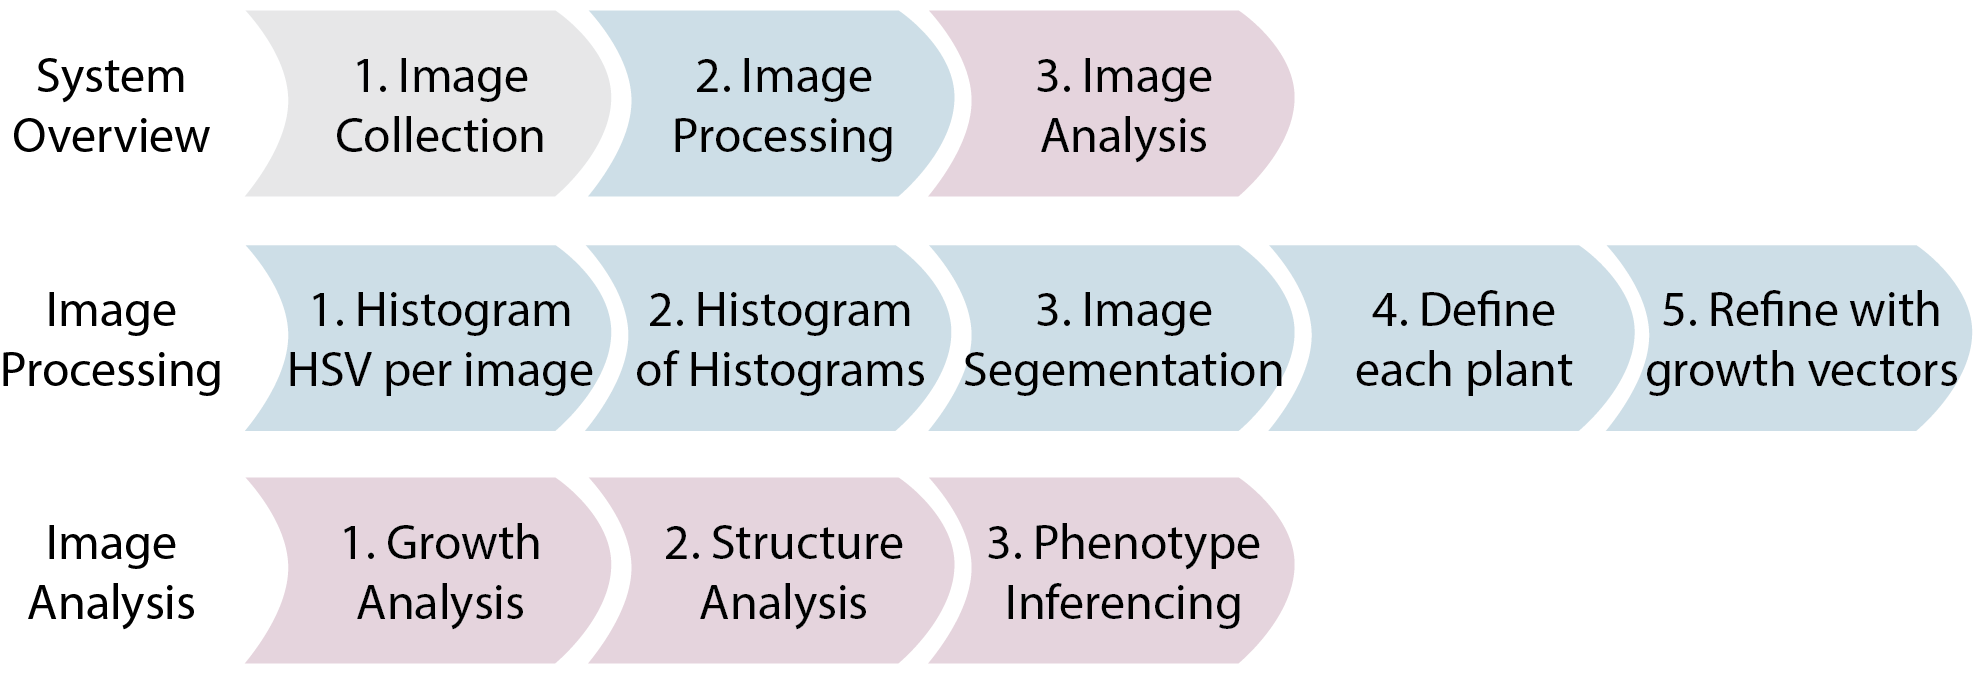 System
Overview
1. Image
Collection
2. Image
Processing
3. Image
Analysis
Image
Processing
1. Histogram
HSV per image
2. Histogram
of Histograms
3. Image
Segementation
4. Define
each plant
5. Refine with
growth vectors
Image
Analysis
1. Growth
Analysis
2. Structure
Analysis
3. Phenotype
Inferencing